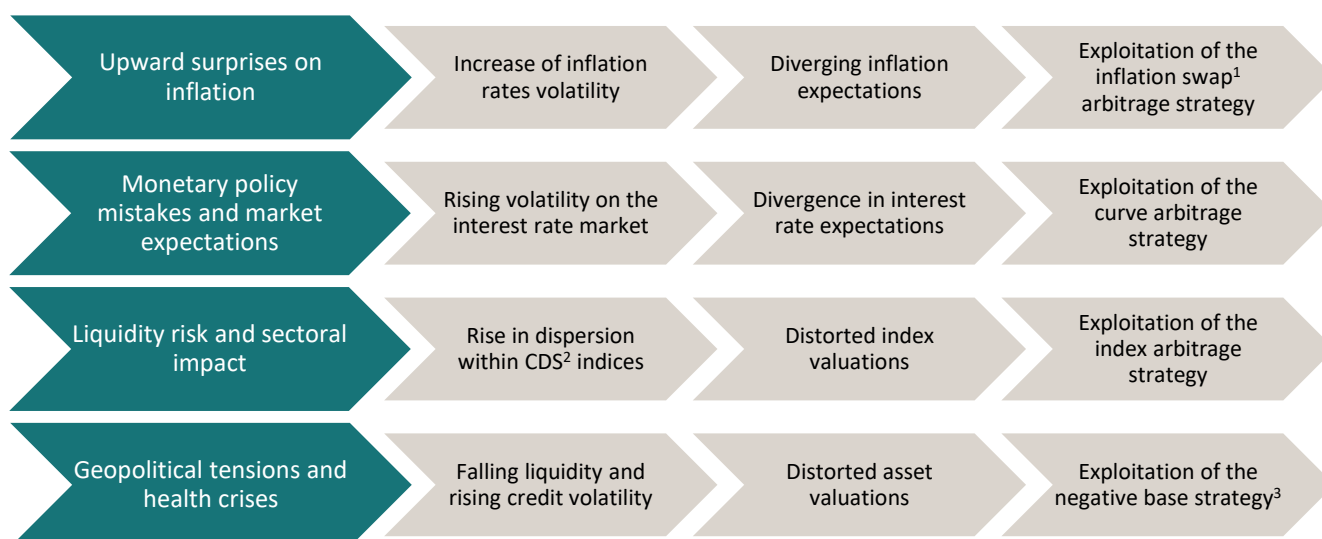 Upward surprises on
inflation
Increase of inflation
rates volatility
Diverging inflation
expectations
Exploitation of the
inflation swap¹
arbitrage strategy
Monetary policy
mistakes and market
expectations
Rising volatility on the
interest rate market
Divergence in interest
rate expectations
Exploitation of the
curve arbitrage
strategy
Liquidity risk and sectoral
impact
Rise in dispersion
within CDS² indices
Distorted index
valuations
Exploitation of the
index arbitrage
strategy
Geopolitical tensions and
health crises
Falling liquidity and
rising credit volatility
Distorted asset
valuations
Exploitation of the
negative base strategy³